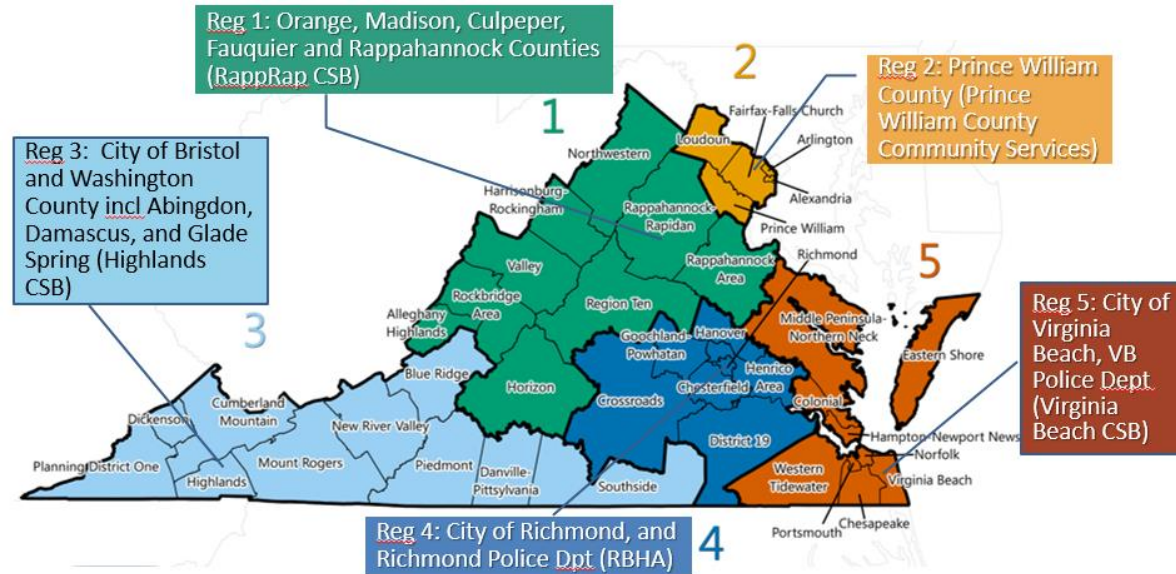 Reg 1: Orange, Madison, Culpeper,
Fauquier and Rappahannock Counties
(RappRap CSB)
2
Reg 2: Prince William
County (Prince
William County
Community Services)
1
Fairfax-Falls Church
Loudoun
Arlington
Northwestern
Reg 3: City of Bristol
and Washington
County incl Abingdon,
Damascus, and Glade
Spring (Highlands
CSB)
Harrisonburg-
Rockingham
Alexandria
Rappahannock-
Rapidan
Prince William
Richmond
Valley
Rappahannock
Area
5
Reg 5: City of
Virginia
Beach, VB
Police Dept
(Virginia
Beach CSB)
Rockbridge
Area
Region Ten
Alleghany
Highlands
3
Goochland-
Powhatan
Hanover
Middle Peninsula-
Northern Neck
Eastern Shore
Blue Ridge
Horizon
Henrico
Area
Chesterfield
Crossroads
Colonial
Cumberland
Mountain
Dickenson
New River Valley
District 19
Hampton-Newport News
Norfolk
Planning District One
Mount Rogers
Piedmont
Danville-
Pittsylvania
Highlands
Southside
Western
Tidewater
Virginia Beach
Portsmouth
Chesapeake
Reg 4: City of Richmond, and
Richmond Police Dpt (RBHA)
4